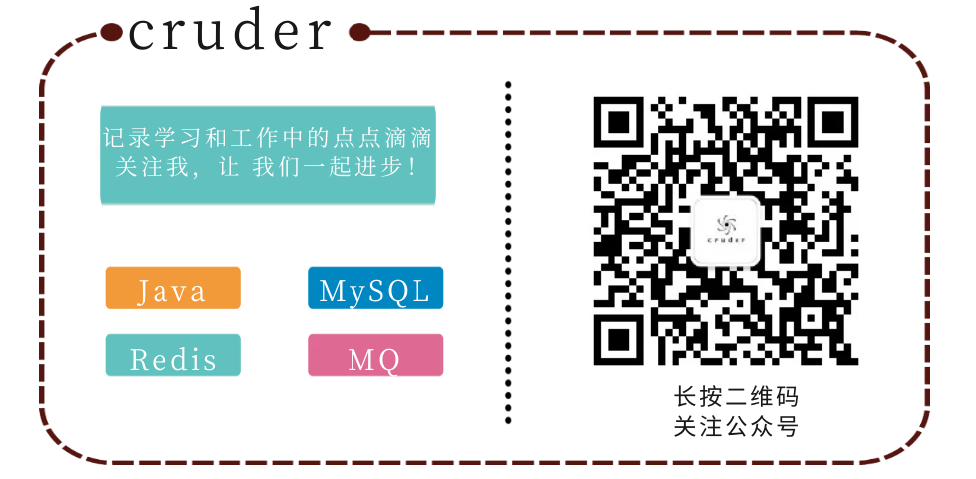 cruder
记录学习和工作中的点点滴滴
关注我，让 我们一起进步！
Java
MySQL
Redis
MQ
cruder
长按二维码
关注公众号